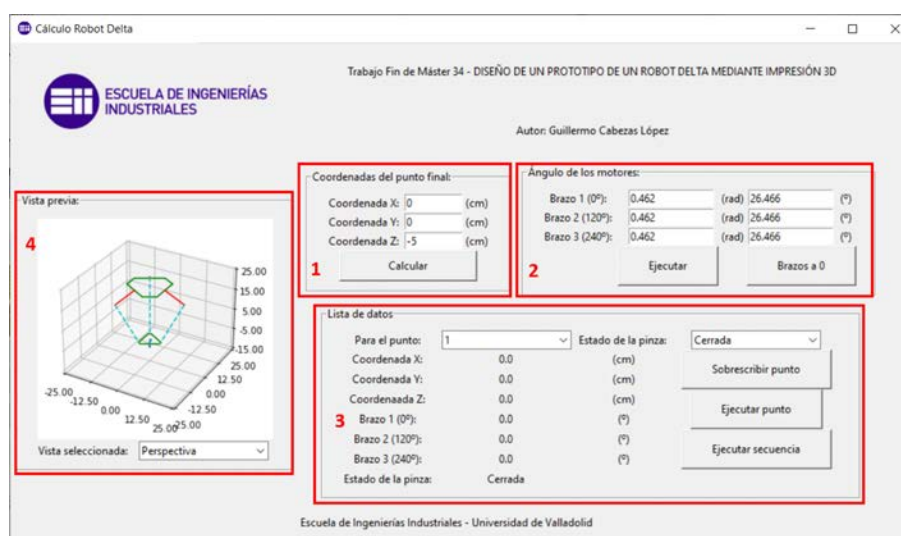 Cálculo Robot Delta
ESCUELA DE INGENIERÍAS
INDUSTRIALES
Trabajo Fin de Máster 34 - DISEÑO DE UN PROTOTIPO DE UN ROBOT DELTA MEDIANTE IMPRESIÓN 3D
Autor: Guillermo Cabezas López
Vista previa:
4
25.00
15.00
5.00
-5.00
-15.00
25.00
12.50
0.00
-12.50
-25.00
-25.00
-12.50
0.00
12.50
25.00
Vista seleccionada: Perspectiva
Coordenadas del punto final:
Coordenada X: 0 (cm)
Coordenada Y: 0 (cm)
Coordenada Z: -5 (cm)
1 Calcular
Ángulo de los motores:
Brazo 1 (0º): 0.462 (rad) 26.466 (º)
Brazo 2 (120º): 0.462 (rad) 26.466 (º)
Brazo 3 (240º): 0.462 (rad) 26.466 (º)
2 Ejecutar Brazos a 0
Lista de datos
Para el punto: 1 Estado de la pinza: Cerrada
Coordenada X: 0.0 (cm)
Sobrescribir punto
Coordenada Y: 0.0 (cm)
Coordenaada Z: 0.0 (cm)
Ejecutar punto
3 Brazo 1 (0º): 0.0 (º)
Brazo 2 (120º): 0.0 (º)
Ejecutar secuencia
Brazo 3 (240º): 0.0 (º)
Estado de la pinza: Cerrada
Escuela de Ingenierías Industriales - Universidad de Valladolid